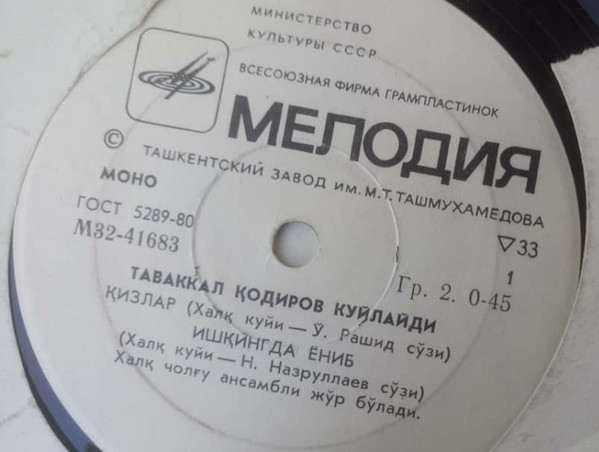 МИНИСТЕРСТВО
КУЛЬТУРЫ СССР
ВСЕСОЮЗНАЯ ФИРМА ГРАМПЛАСТИНОК
МЕЛОДИЯ
© ТАШКЕНТСКИЙ ЗАВОД ИМ. М.Т. ТАШМУХАМЕДОВА
МОНО
ГОСТ 5289-80
М32-41683
▽33
1
Гр. 2. 0-45
ТАВАККАЛ ҚОДИРОВ КУЙЛАЙДИ
ҚИЗЛАР (Халқ куйи — Ў. Рашид сўзи)
ИШҚИНГДА ЁНИБ
(Халқ куйи — Н. Назруллаев сўзи)
Халқ чолғу ансамбли жўр бўлади.